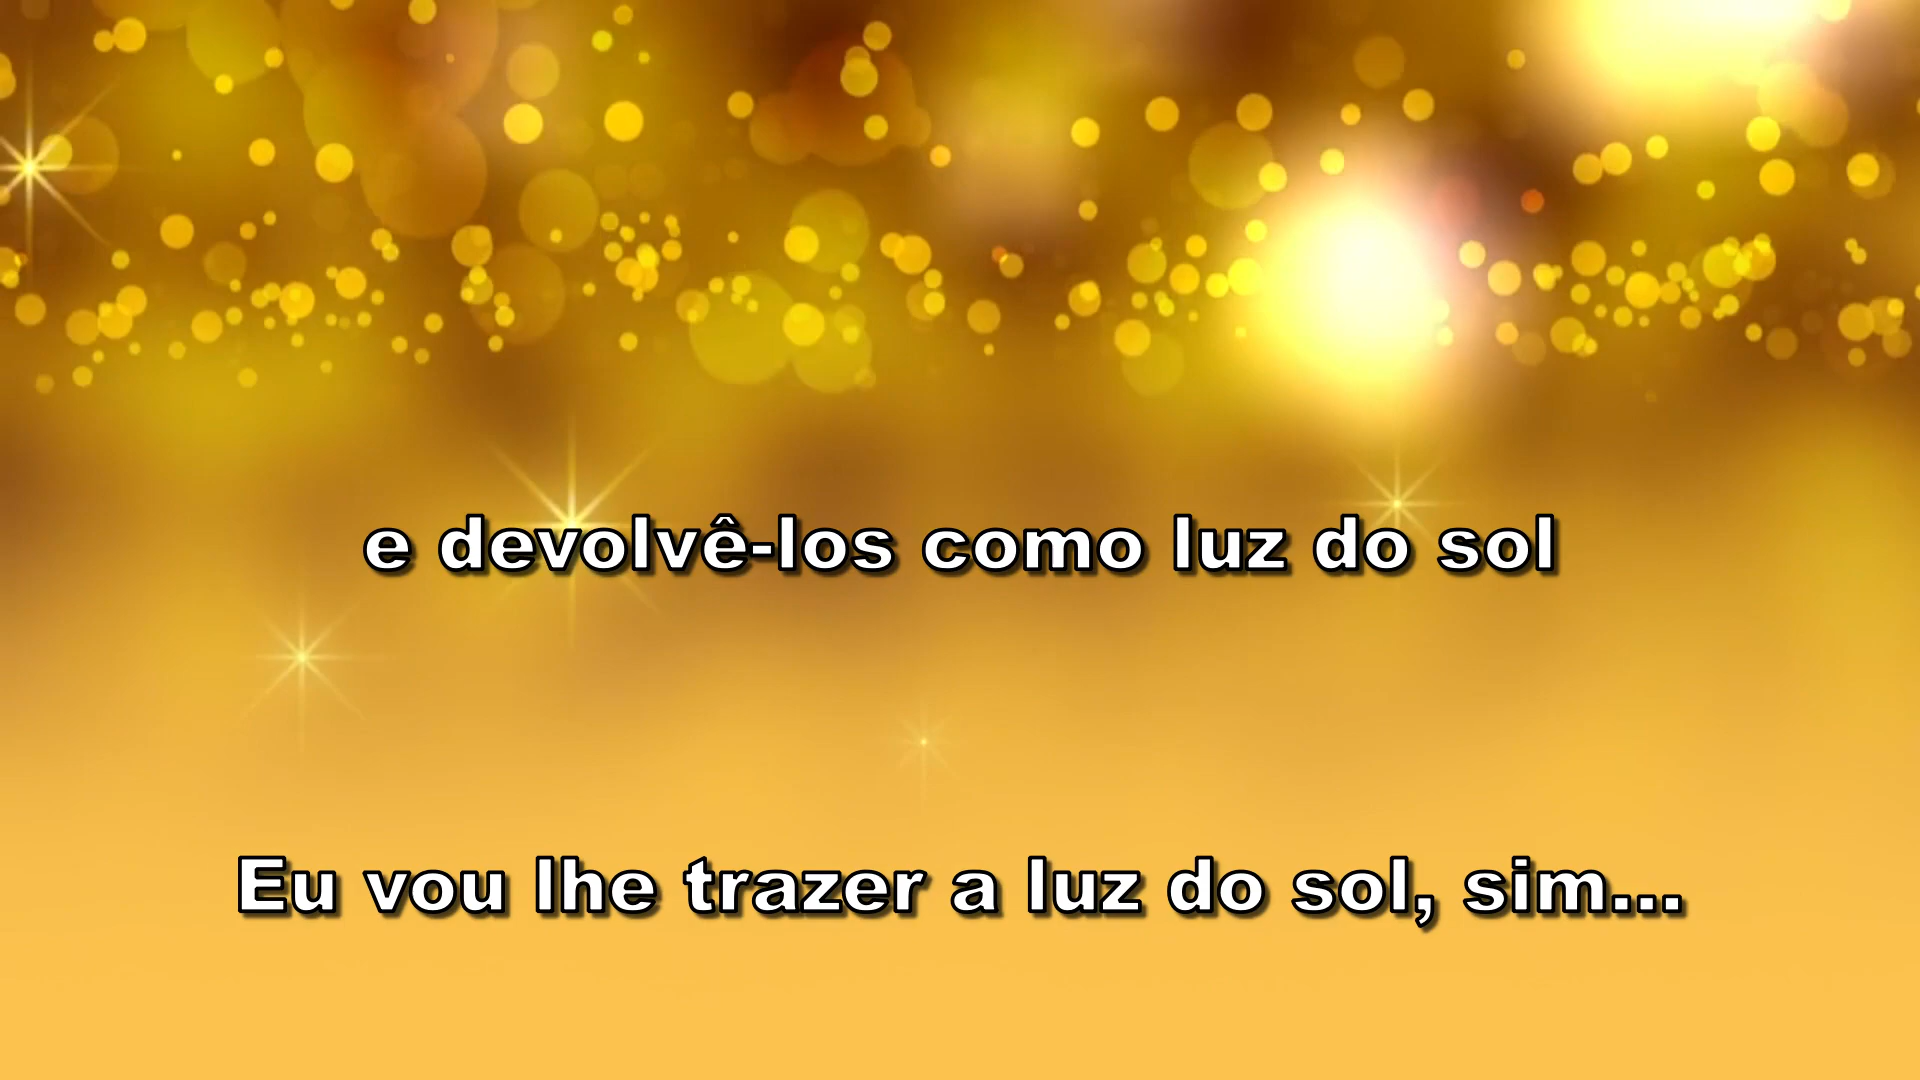 e devolvê-los como luz do sol
Eu vou lhe trazer a luz do sol, sim...